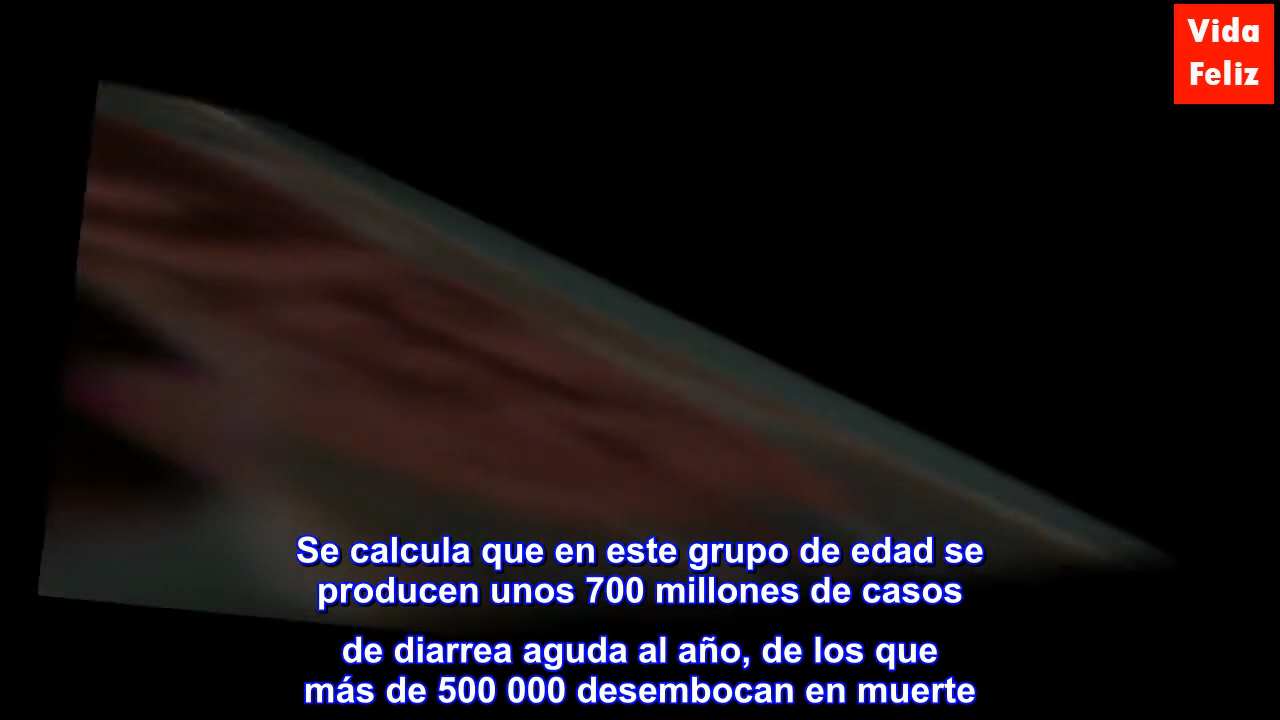 Vida
Feliz
Se calcula que en este grupo de edad se
producen unos 700 millones de casos
de diarrea aguda al año, de los que
más de 500 000 desembocan en muerte